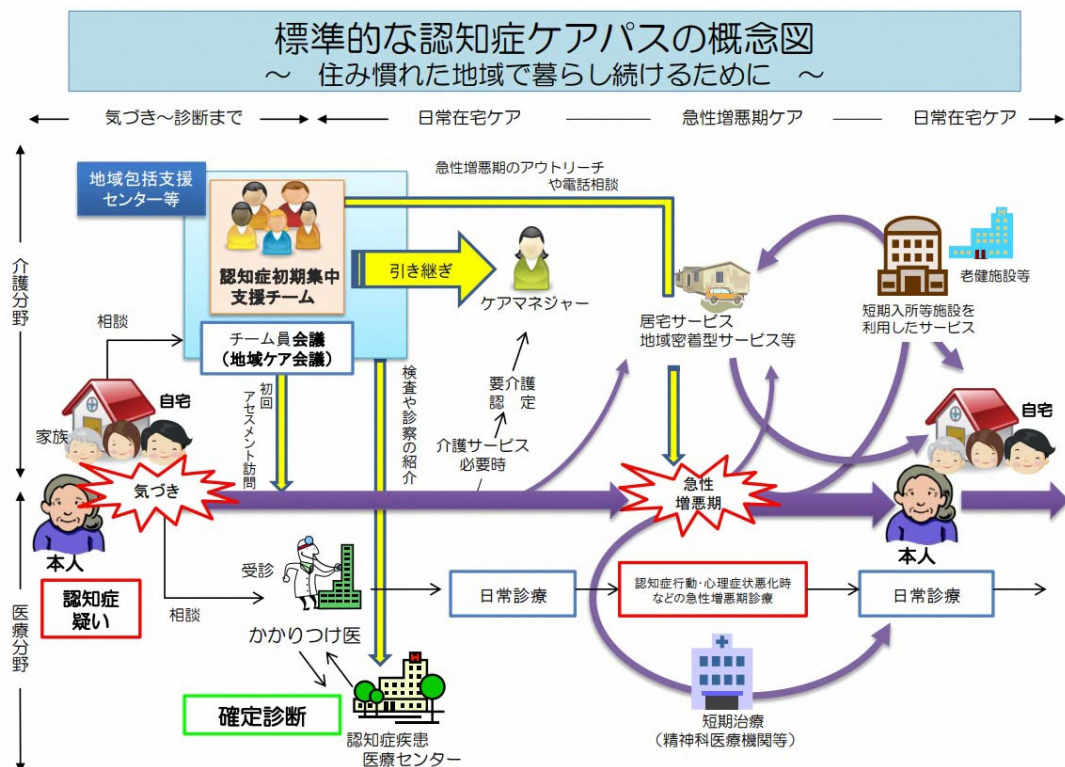 標準的な認知症ケアパスの概念図
～ 住み慣れた地域で暮らし続けるために ～
気づき～診断まで
日常在宅ケア
急性増悪期ケア
日常在宅ケア
介護分野
医療分野
地域包括支援
センター等
認知症初期集中
支援チーム
チーム員会議
(地域ケア会議)
急性増悪期のアウトリーチ
や電話相談
引き継ぎ
ケアマネジャー
居宅サービス
地域密着型サービス等
老健施設等
短期入所等施設を
利用したサービス
相談
自宅
家族
気づき
本人
初回
アセスメント訪問
検査や診察の紹介
要介護
認 定
介護サービス
必要時
急性
増悪期
自宅
本人
認知症
疑い
相談
受診
かかりつけ医
日常診療
認知症行動・心理症状悪化時
などの急性増悪期診療
日常診療
確定診断
H
認知症疾患
医療センター
短期治療
(精神科医療機関等)